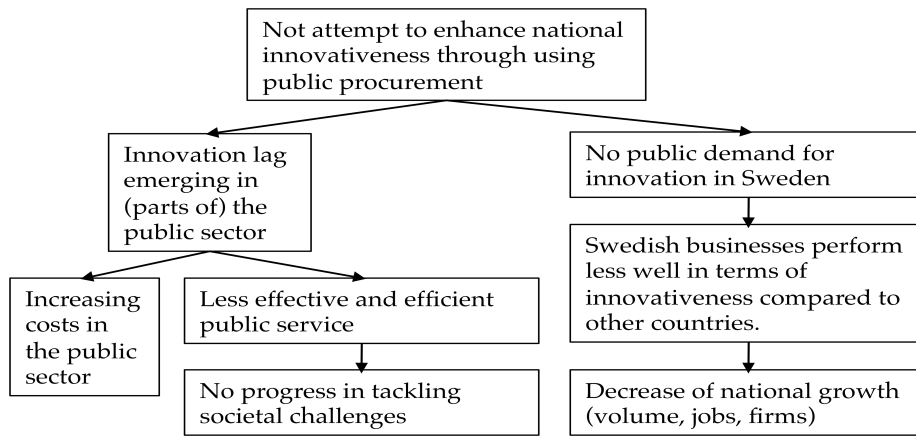 Not attempt to enhance national
innovativeness through using
public procurement
Innovation lag
emerging in
(parts of) the
public sector
No public demand for
innovation in Sweden
Increasing
costs in
the public
sector
Less effective and efficient
public service
Swedish businesses perform
less well in terms of
innovativeness compared to
other countries.
No progress in tackling
societal challenges
Decrease of national growth
(volume, jobs, firms)